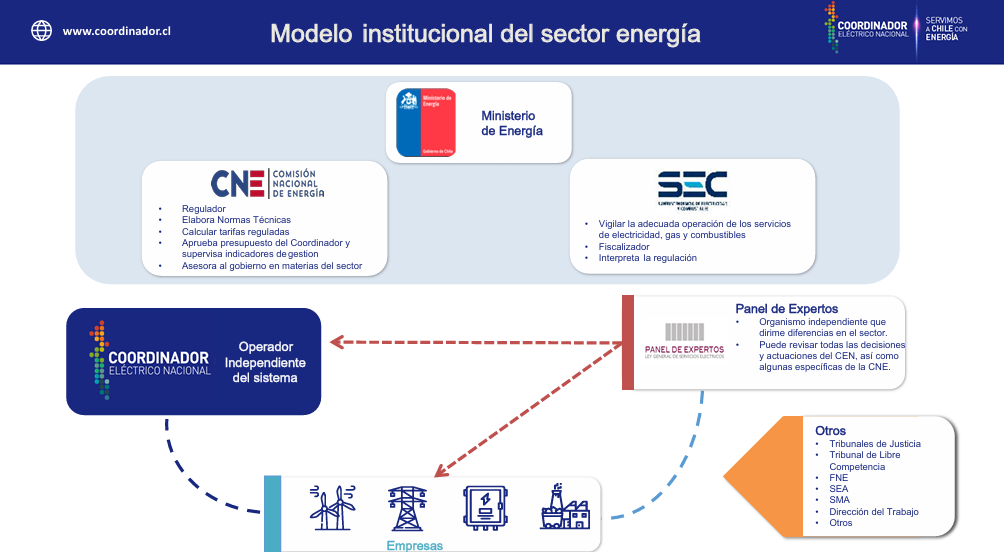 www.coordinador.cl
Modelo institucional del sector energía
COORDINADOR
ELÉCTRICO NACIONAL
SERVIMOS
A CHILE CON
ENERGÍA
Ministerio de
Energía
Gobierno de Chile
Ministerio
de Energía
CNE
COMISIÓN
NACIONAL
DE ENERGÍA
• Regulador
• Elabora Normas Técnicas
• Calcular tarifas reguladas
• Aprueba presupuesto del Coordinador y
supervisa indicadores de gestion
• Asesora al gobierno en materias del sector
SEC
SUPERINTENDENCIA DE ELECTRICIDAD
Y COMBUSTIBLES
• Vigilar la adecuada operación de los servicios
de electricidad, gas y combustibles
• Fiscalizador
• Interpreta la regulación
COORDINADOR
ELÉCTRICO NACIONAL
Operador
Independiente
del sistema
PANEL DE EXPERTOS
LEY GENERAL DE SERVICIOS ELÉCTRICOS
Panel de Expertos
• Organismo independiente que
dirime diferencias en el sector.
• Puede revisar todas las decisiones
y actuaciones del CEN, así como
algunas específicas de la CNE.
Otros
• Tribunales de Justicia
• Tribunal de Libre
Competencia
• FNE
• SEA
• SMA
• Dirección del Trabajo
• Otros
Empresas